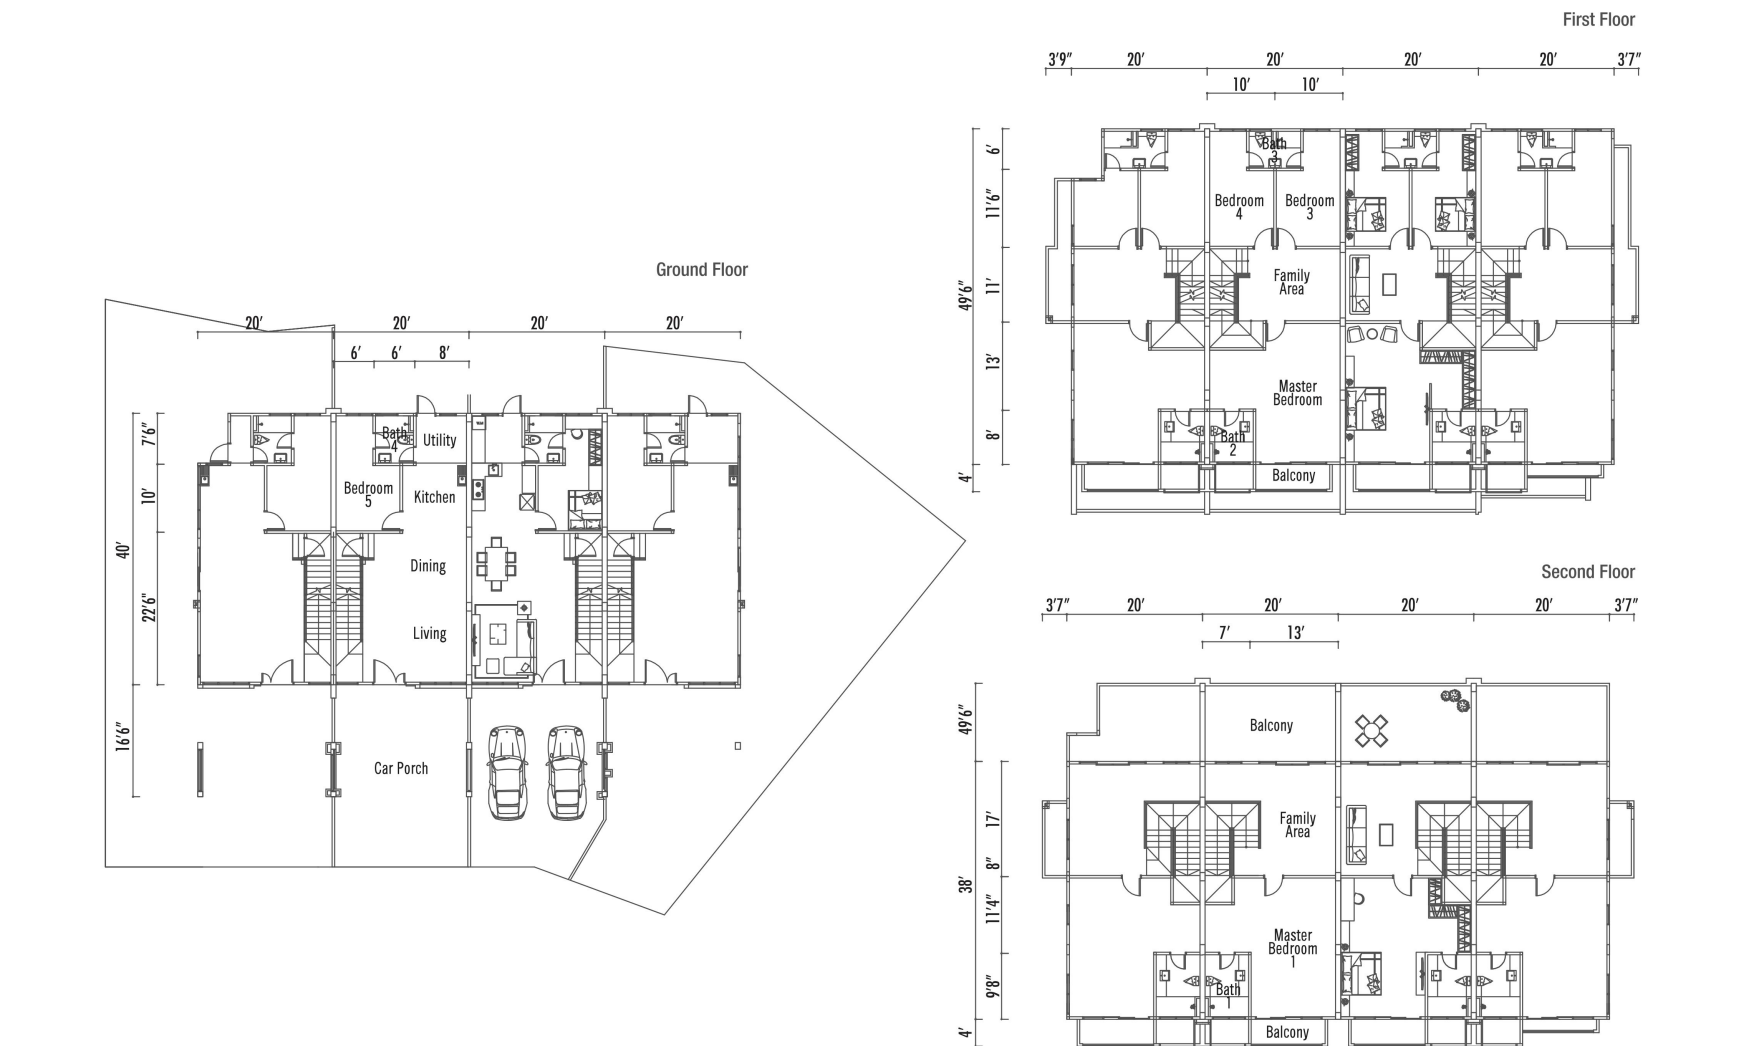 First Floor
3'9" 20' 20' 20' 20' 3'7"
10' 10'
6'
11'6"
11'
13'
8'
4'
49'6"
Bath
3
Bedroom
4
Bedroom
3
Family
Area
Master
Bedroom
Bath
2
Balcony
Ground Floor
20' 20' 20' 20'
6' 6' 8'
7'6"
10'
22'6"
40'
16'6"
Bath
4
Utility
Bedroom
5
Kitchen
Dining
Living
Car Porch
Second Floor
3'7" 20' 20' 20' 20' 3'7"
7' 13'
49'6"
17'
8"
38'
11'4"
9'8"
4'
Balcony
Family
Area
Master
Bedroom
1
Bath
1
Balcony